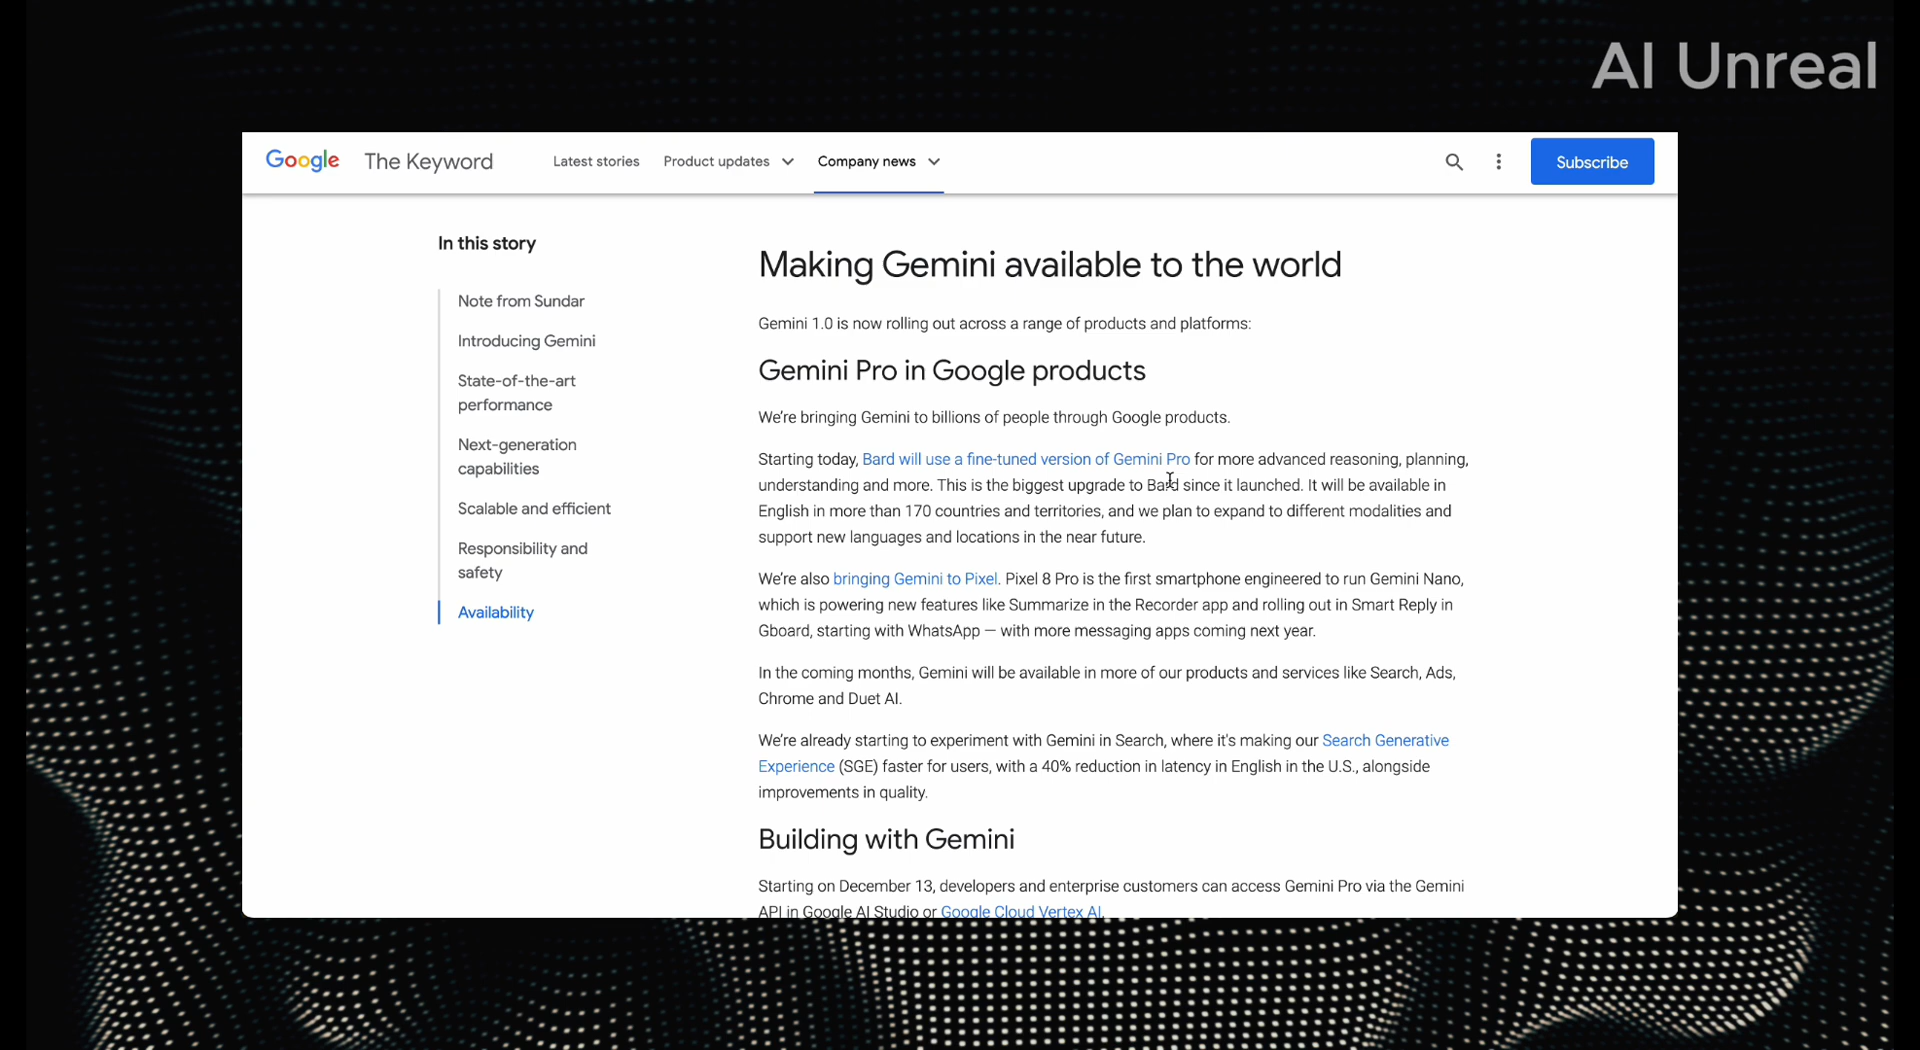 AI Unreal
Google The Keyword Latest stories Product updates Company news Subscribe
In this story
Note from Sundar
Introducing Gemini
State-of-the-art
performance
Next-generation
capabilities
Scalable and efficient
Responsibility and
safety
Availability
Making Gemini available to the world
Gemini 1.0 is now rolling out across a range of products and platforms:
Gemini Pro in Google products
We’re bringing Gemini to billions of people through Google products.
Starting today, Bard will use a fine-tuned version of Gemini Pro for more advanced reasoning, planning,
understanding and more. This is the biggest upgrade to Bard since it launched. It will be available in
English in more than 170 countries and territories, and we plan to expand to different modalities and
support new languages and locations in the near future.
We’re also bringing Gemini to Pixel. Pixel 8 Pro is the first smartphone engineered to run Gemini Nano,
which is powering new features like Summarize in the Recorder app and rolling out in Smart Reply in
Gboard, starting with WhatsApp — with more messaging apps coming next year.
In the coming months, Gemini will be available in more of our products and services like Search, Ads,
Chrome and Duet AI.
We’re already starting to experiment with Gemini in Search, where it's making our Search Generative
Experience (SGE) faster for users, with a 40% reduction in latency in English in the U.S., alongside
improvements in quality.
Building with Gemini
Starting on December 13, developers and enterprise customers can access Gemini Pro via the Gemini
API in Google AI Studio or Google Cloud Vertex AI.